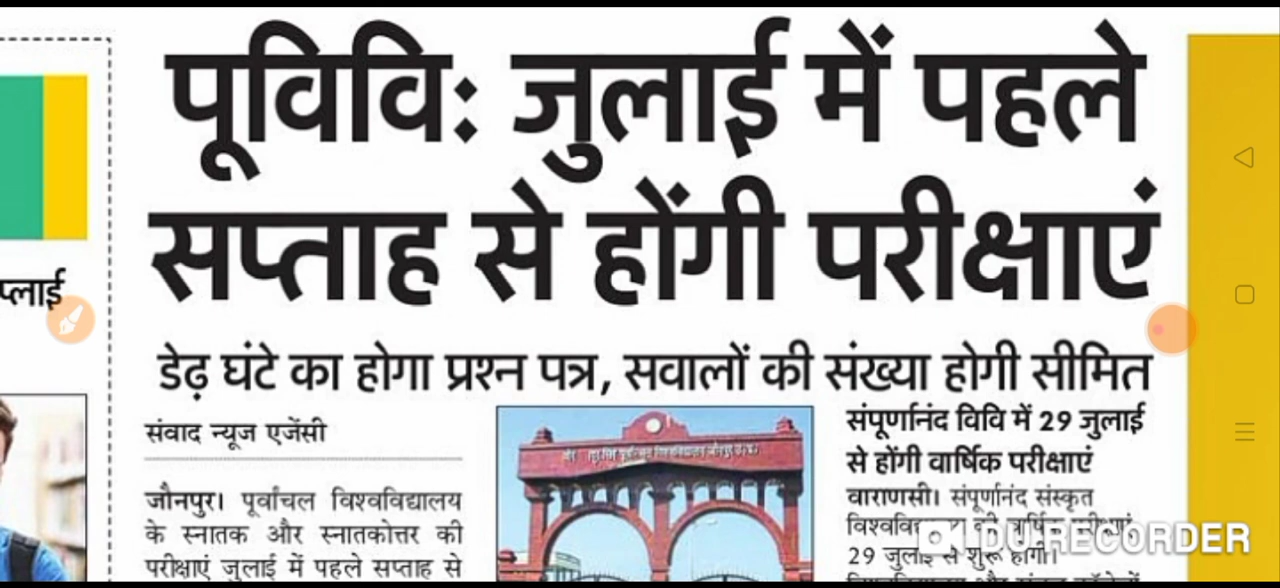 पूविवि: जुलाई में पहले
सप्ताह से होंगी परीक्षाएं
डेढ़ घंटे का होगा प्रश्न पत्र, सवालों की संख्या होगी सीमित
प्लाई
संवाद न्यूज एजेंसी
जौनपुर। पूर्वांचल विश्वविद्यालय
के स्नातक और स्नातकोत्तर की
परीक्षाएं जुलाई में पहले सप्ताह से
संपूर्णानंद विवि में 29 जुलाई
से होंगी वार्षिक परीक्षाएं
वाराणसी। संपूर्णानंद संस्कृत
29 जुलाई से शुरू होंगी।
DU RECORDER